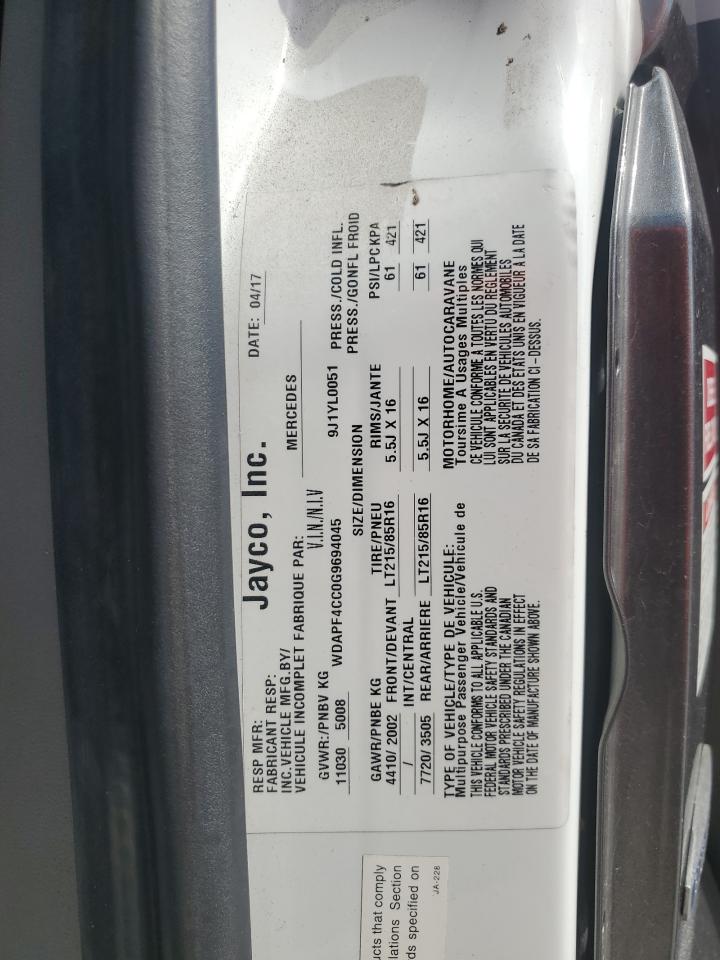 RESP MFR:
FABRICANT RESP: Jayco, Inc. DATE: 04/17
INC.VEHICLE MFG.BY/
VEHICULE INCOMPLET FABRIQUE PAR: MERCEDES
V.I.N./N.I.V
GVWR:/PNBV KG
11030 5008 WDAPF4CC0G9694045 9J1YL0051 PRESS./COLD INFL.
SIZE/DIMENSION PRESS./GONFL FROID
GAWR/PNBE KG TIRE/PNEU RIMS/JANTE PSI/LPC KPA
4410/ 2002 FRONT/DEVANT LT215/85R16 5.5J X 16 61 421
/ INT/CENTRAL
7720/ 3505 REAR/ARRIERE LT215/85R16 5.5J X 16 61 421
TYPE OF VEHICLE/TYPE DE VEHICULE: MOTORHOME/AUTOCARAVANE
Multipurpose Passenger Vehicle/Vehicule de Toursime A Usages Multiples
THIS VEHICLE CONFORMS TO ALL APPLICABLE U.S.
FEDERAL MOTOR VEHICLE SAFETY STANDARDS AND
STANDARDS PRESCRIBED UNDER THE CANADIAN
MOTOR VEHICLE SAFETY REGULATIONS IN EFFECT
ON THE DATE OF MANUFACTURE SHOWN ABOVE.
CE VEHICULE CONFORME A TOUTES LES NORMES QUI
LUI SONT APPLICABLES EN VERTU DU REGLEMENT
SUR LA SECURITE DE VEHICULES AUTOMOBILES
DU CANADA ET DES ETATS UNITS EN VIGUEUR A LA DATE
DE SA FABRICATION CI-DESSUS.
ucts that comply
lations Section
ds specified on
JA-228